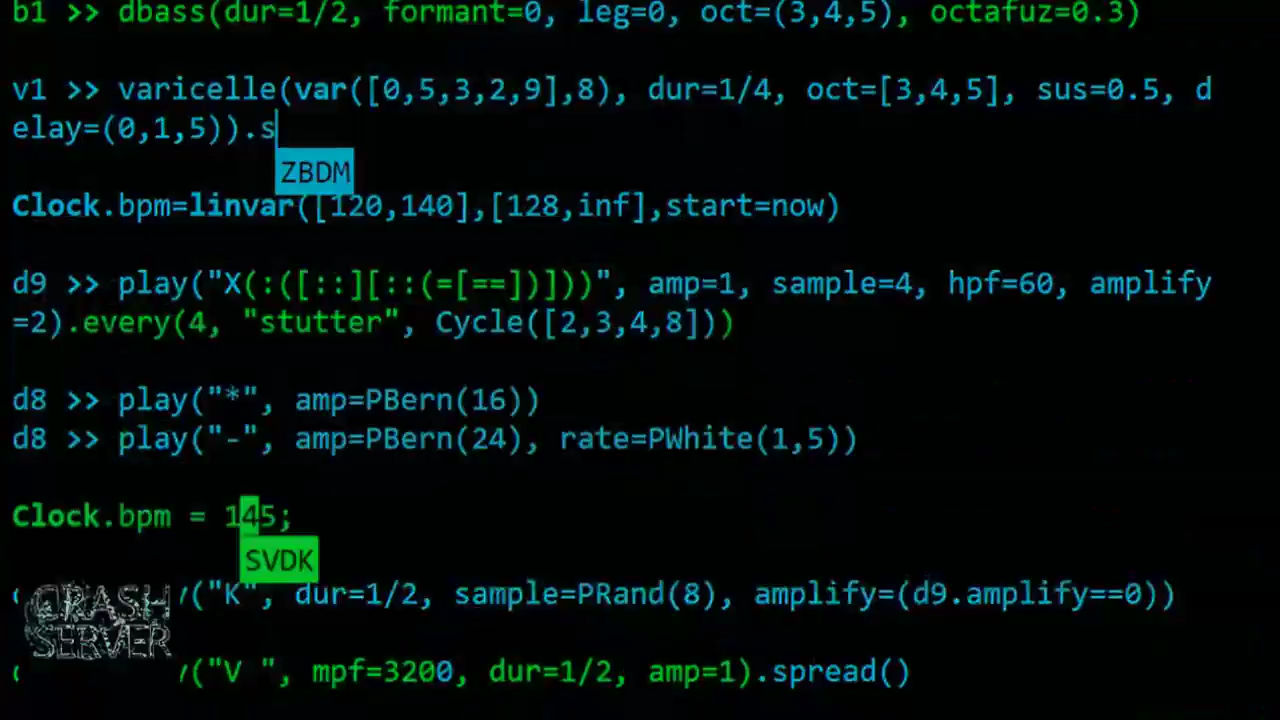 b1 >> dbass(dur=1/2, formant=0, leg=0, oct=(3,4,5), octafuz=0.3)
v1 >> varicelle(var([0,5,3,2,9],8), dur=1/4, oct=[3,4,5], sus=0.5, d
elay=(0,1,5)).s
ZBDM
Clock.bpm=linvar([120,140],[128,inf],start=now)
d9 >> play("X(:([::][::(=[==])]))", amp=1, sample=4, hpf=60, amplify
=2).every(4, "stutter", Cycle([2,3,4,8]))
d8 >> play("*", amp=PBern(16))
d8 >> play("-", amp=PBern(24), rate=PWhite(1,5))
Clock.bpm = 145;
SVDK
("K", dur=1/2, sample=PRand(8), amplify=(d9.amplify==0))
CRASH
SERVER
("V ", mpf=3200, dur=1/2, amp=1).spread()